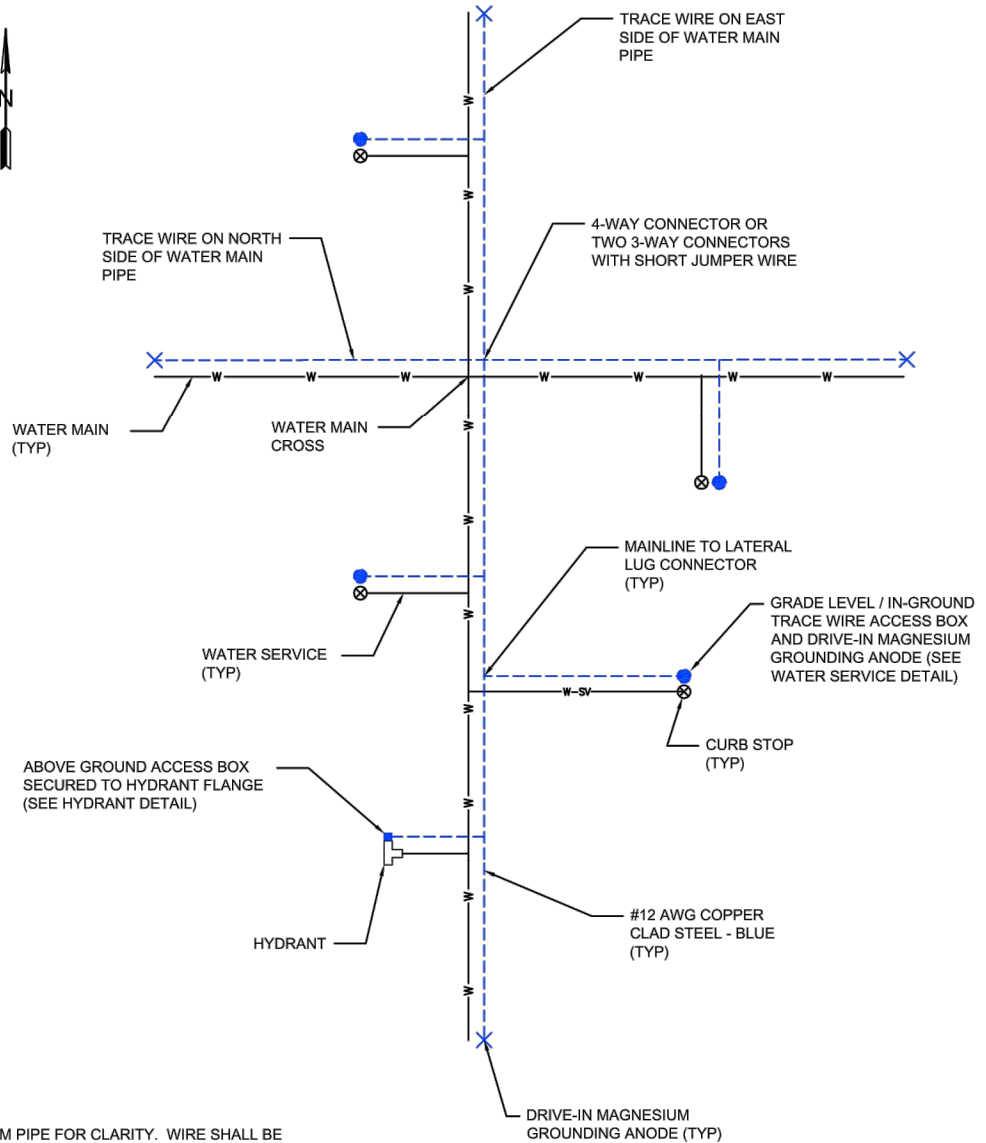 TRACE WIRE ON EAST
SIDE OF WATER MAIN
PIPE
N
W
W
W
TRACE WIRE ON NORTH
SIDE OF WATER MAIN
PIPE
4-WAY CONNECTOR OR
TWO 3-WAY CONNECTORS
WITH SHORT JUMPER WIRE
W W W W W W W
WATER MAIN
(TYP)
WATER MAIN
CROSS
W
W
MAINLINE TO LATERAL
LUG CONNECTOR
(TYP)
GRADE LEVEL / IN-GROUND
TRACE WIRE ACCESS BOX
AND DRIVE-IN MAGNESIUM
GROUNDING ANODE (SEE
WATER SERVICE DETAIL)
W
WATER SERVICE
(TYP)
W-SV
W
CURB STOP
(TYP)
ABOVE GROUND ACCESS BOX
SECURED TO HYDRANT FLANGE
(SEE HYDRANT DETAIL)
W
W
HYDRANT
#12 AWG COPPER
CLAD STEEL - BLUE
(TYP)
W
DRIVE-IN MAGNESIUM
GROUNDING ANODE (TYP)
M PIPE FOR CLARITY. WIRE SHALL BE